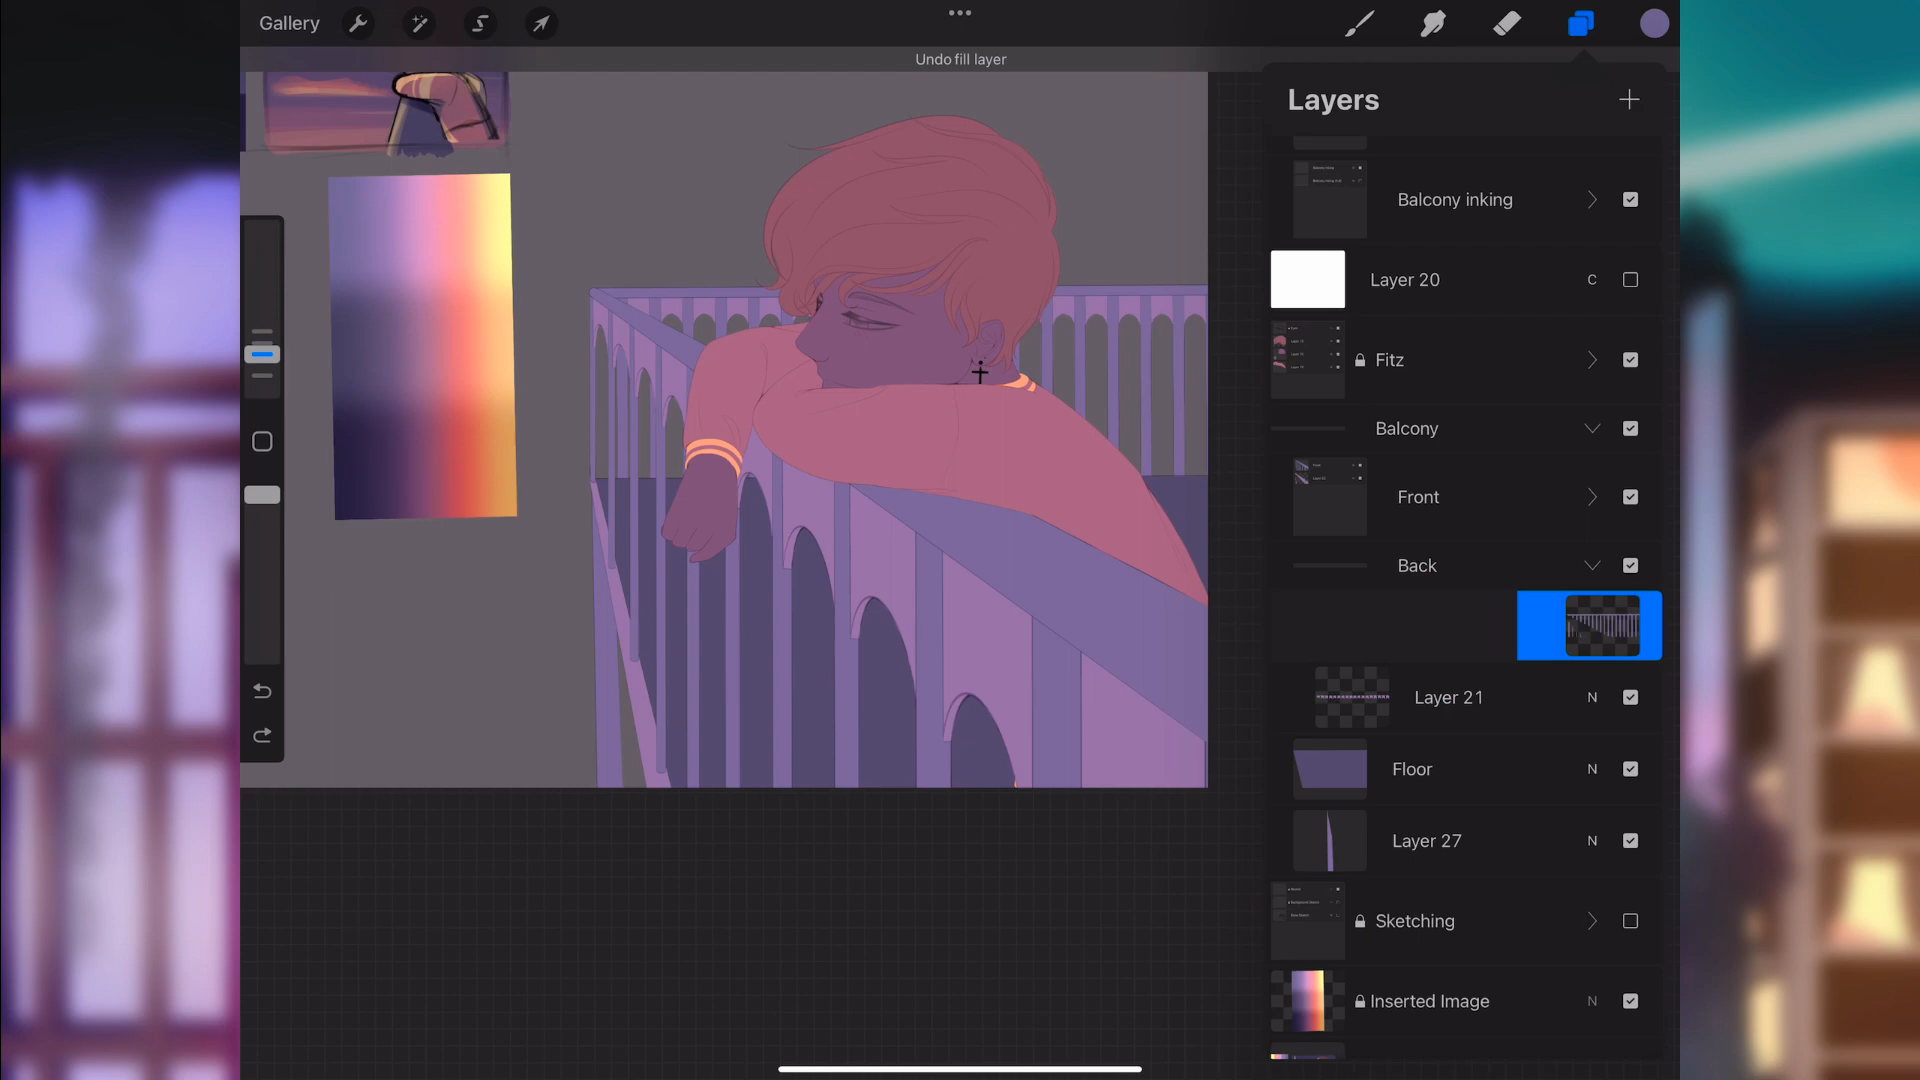 Gallery
Undo fill layer
Layers
Balcony inking
Layer 20 C
Fitz
Balcony
Front
Back
Layer 21 N
Floor N
Layer 27 N
Sketching
Inserted Image N